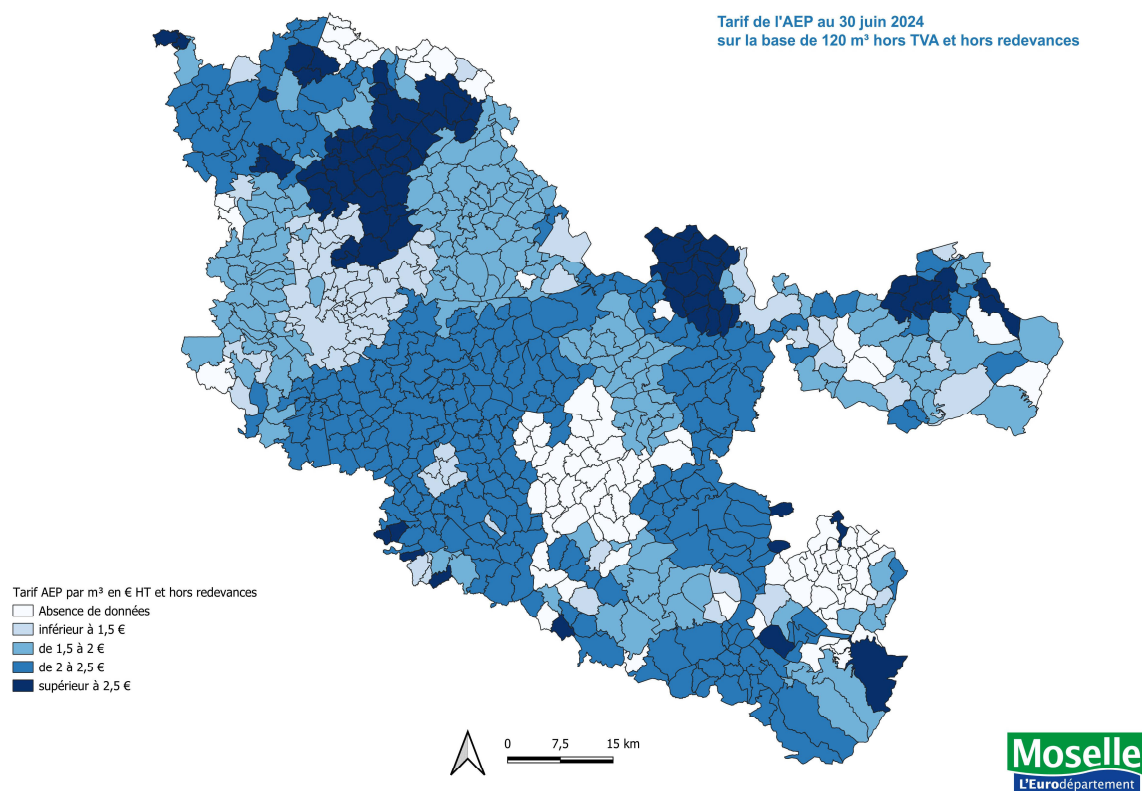 Tarif de l'AEP au 30 juin 2024
sur la base de 120 m³ hors TVA et hors redevances
Tarif AEP par m³ en € HT et hors redevances
Absence de données
inférieur à 1,5 €
de 1,5 à 2 €
de 2 à 2,5 €
supérieur à 2,5 €
0 7,5 15 km
Moselle
L'Eurodépartement